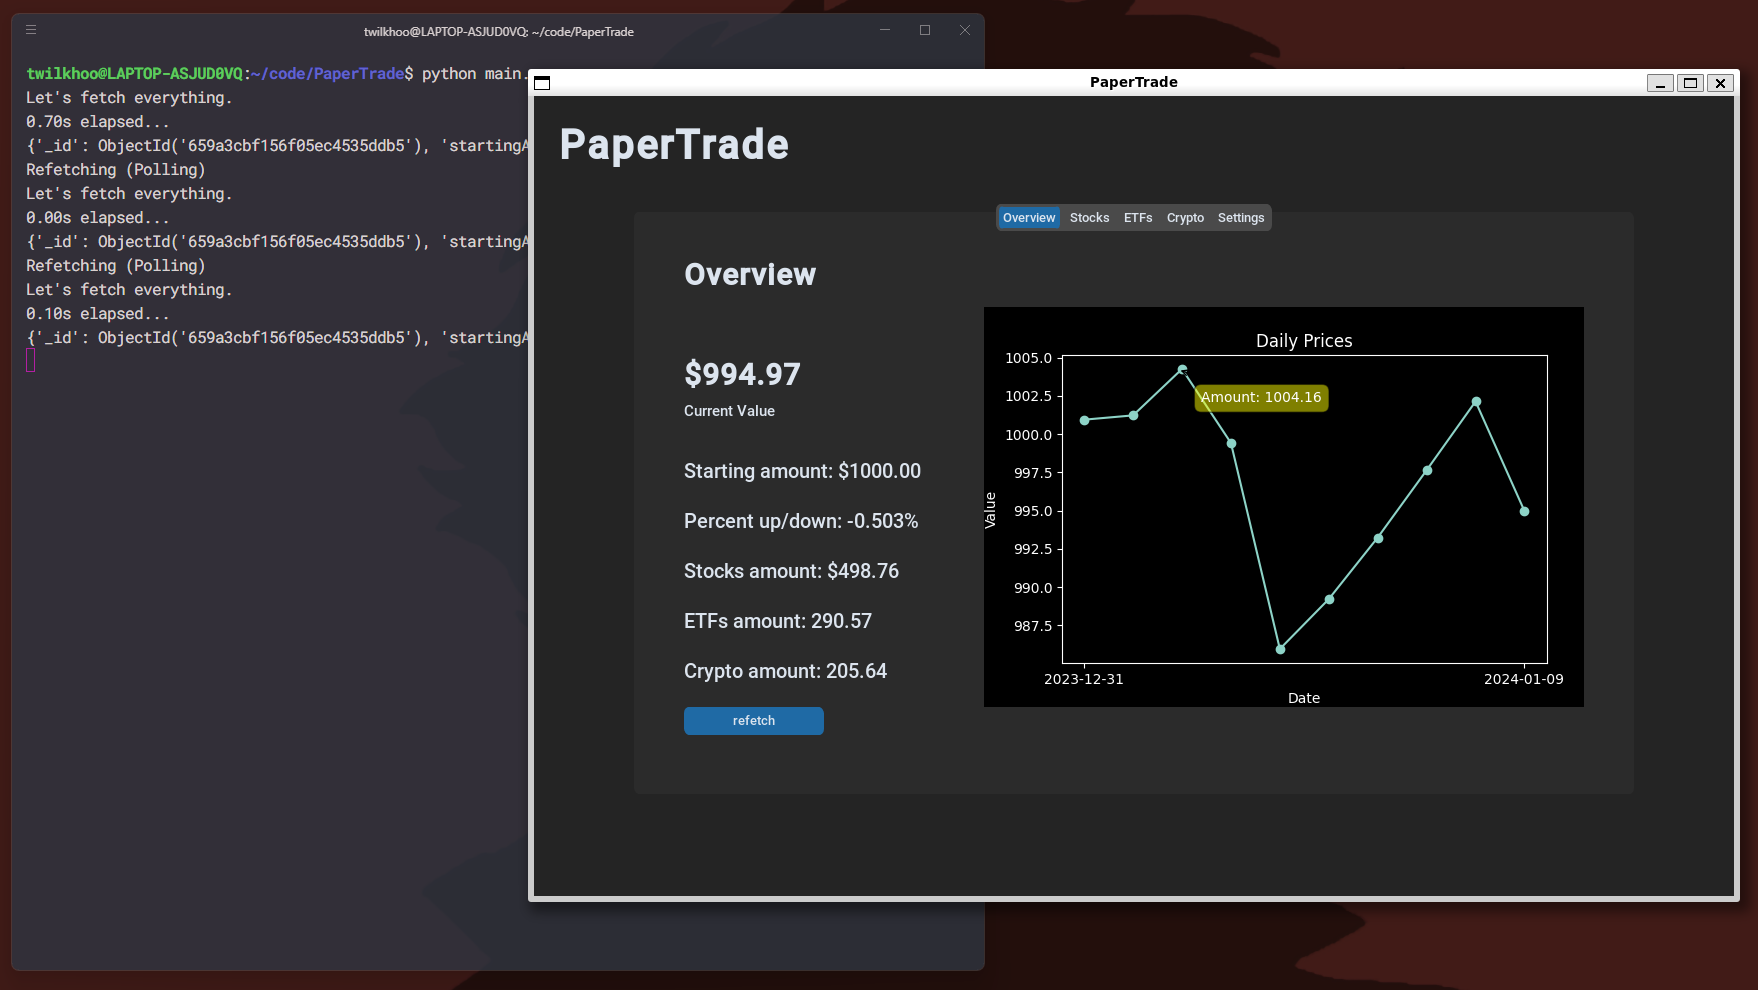 twilkhoo@LAPTOP-ASJUD0VQ: ~/code/PaperTrade
twilkhoo@LAPTOP-ASJUD0VQ:~/code/PaperTrade$ python main.
Let's fetch everything.
0.70s elapsed...
{'_id': ObjectId('659a3cbf156f05ec4535ddb5'), 'startingA
Refetching (Polling)
Let's fetch everything.
0.00s elapsed...
{'_id': ObjectId('659a3cbf156f05ec4535ddb5'), 'startingA
Refetching (Polling)
Let's fetch everything.
0.10s elapsed...
{'_id': ObjectId('659a3cbf156f05ec4535ddb5'), 'startingA
PaperTrade
PaperTrade
Overview Stocks ETFs Crypto Settings
Overview
$994.97
Current Value
Starting amount: $1000.00
Percent up/down: -0.503%
Stocks amount: $498.76
ETFs amount: 290.57
Crypto amount: 205.64
refetch
Daily Prices
1005.0
1002.5
1000.0
997.5
995.0
992.5
990.0
987.5
Value
Amount: 1004.16
2023-12-31
2024-01-09
Date